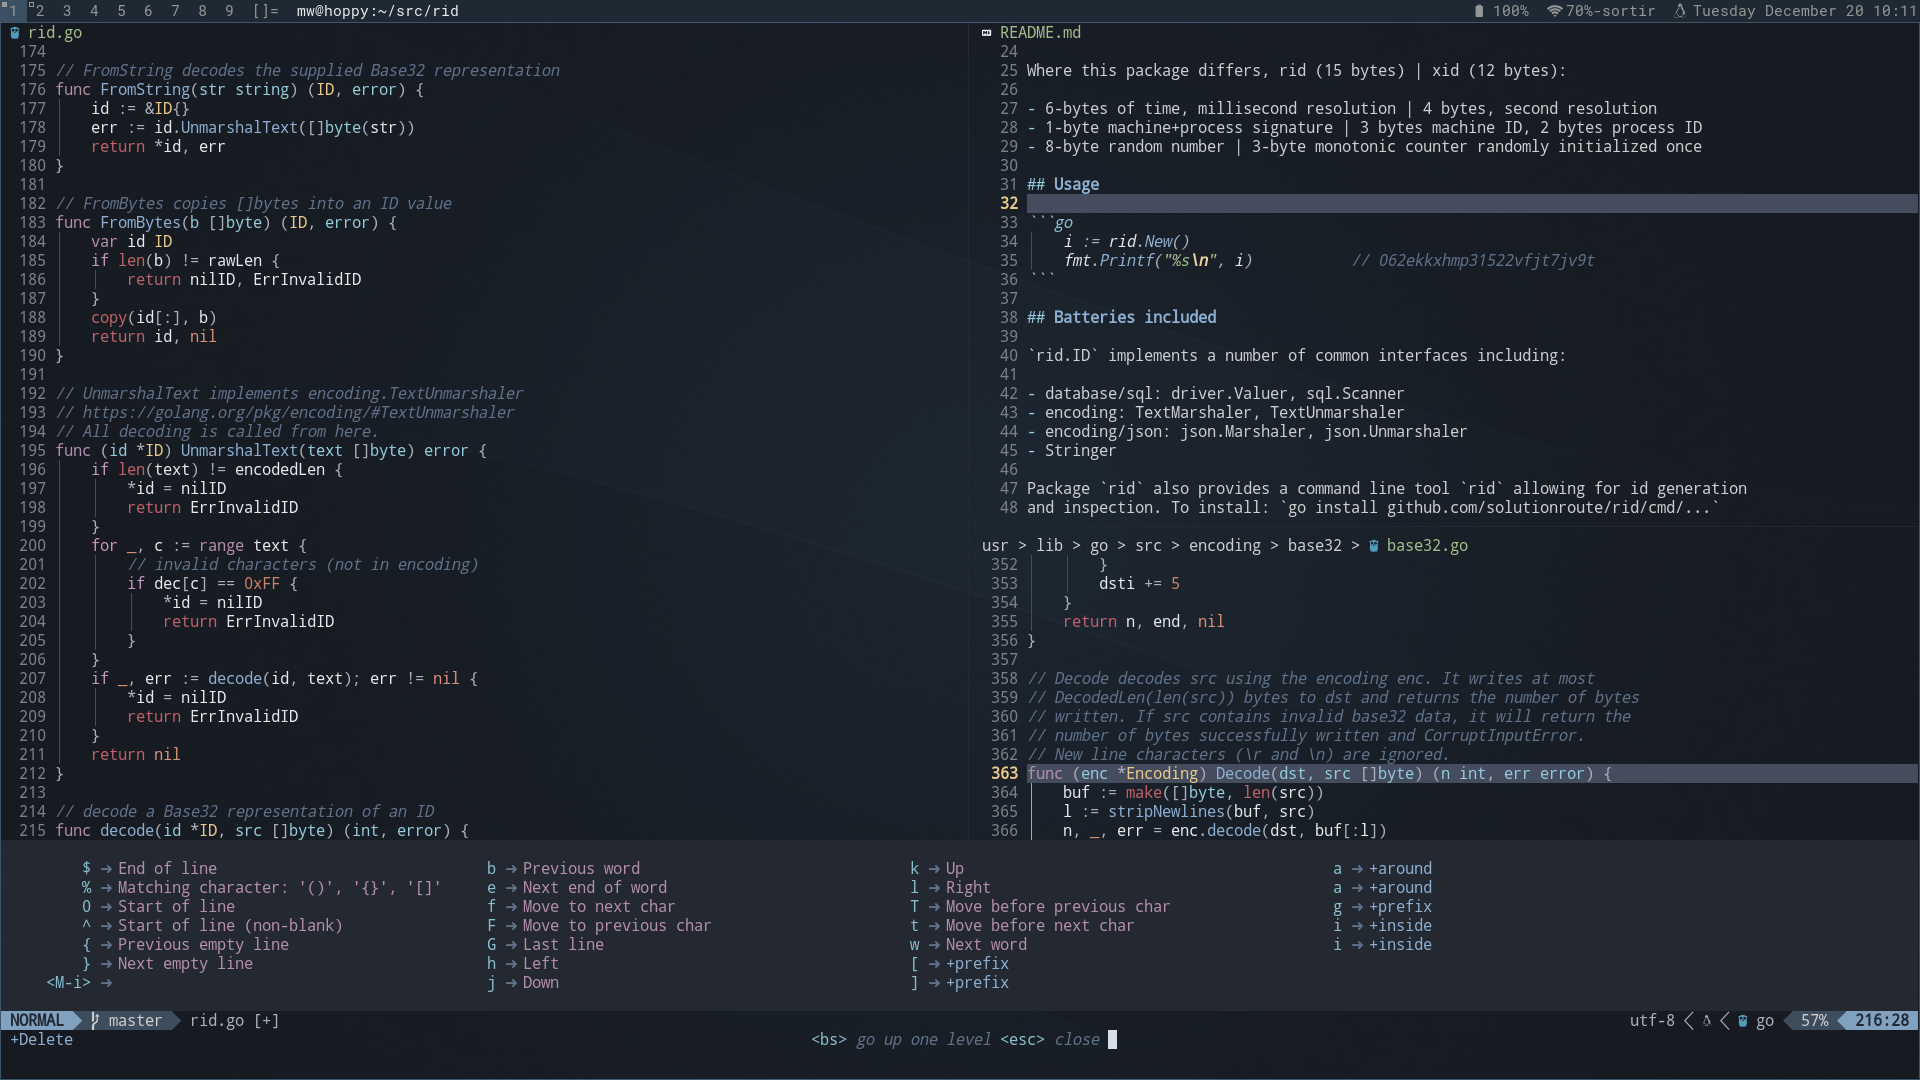 1 2 3 4 5 6 7 8 9 []= mw@hoppy:~/src/rid 100% 70%-sortir Tuesday December 20 10:11
rid.go
174
175 // FromString decodes the supplied Base32 representation
176 func FromString(str string) (ID, error) {
177 id := &ID{}
178 err := id.UnmarshalText([]byte(str))
179 return *id, err
180 }
181
182 // FromBytes copies []bytes into an ID value
183 func FromBytes(b []byte) (ID, error) {
184 var id ID
185 if len(b) != rawLen {
186 return nilID, ErrInvalidID
187 }
188 copy(id[:], b)
189 return id, nil
190 }
191
192 // UnmarshalText implements encoding.TextUnmarshaler
193 // https://golang.org/pkg/encoding/#TextUnmarshaler
194 // All decoding is called from here.
195 func (id *ID) UnmarshalText(text []byte) error {
196 if len(text) != encodedLen {
197 *id = nilID
198 return ErrInvalidID
199 }
200 for _, c := range text {
201 // invalid characters (not in encoding)
202 if dec[c] == 0xFF {
203 *id = nilID
204 return ErrInvalidID
205 }
206 }
207 if _, err := decode(id, text); err != nil {
208 *id = nilID
209 return ErrInvalidID
210 }
211 return nil
212 }
213
214 // decode a Base32 representation of an ID
215 func decode(id *ID, src []byte) (int, error) {
README.md
24
25 Where this package differs, rid (15 bytes) | xid (12 bytes):
26
27 - 6-bytes of time, millisecond resolution | 4 bytes, second resolution
28 - 1-byte machine+process signature | 3 bytes machine ID, 2 bytes process ID
29 - 8-byte random number | 3-byte monotonic counter randomly initialized once
30
31 ## Usage
32
33 ```go
34 i := rid.New()
35 fmt.Printf("%s\n", i) // 062ekkxhmp31522vfjt7jv9t
36 ```
37
38 ## Batteries included
39
40 `rid.ID` implements a number of common interfaces including:
41
42 - database/sql: driver.Valuer, sql.Scanner
43 - encoding: TextMarshaler, TextUnmarshaler
44 - encoding/json: json.Marshaler, json.Unmarshaler
45 - Stringer
46
47 Package `rid` also provides a command line tool `rid` allowing for id generation
48 and inspection. To install: `go install github.com/solutionroute/rid/cmd/...`
usr > lib > go > src > encoding > base32 > base32.go
352 }
353 dsti += 5
354 }
355 return n, end, nil
356 }
357
358 // Decode decodes src using the encoding enc. It writes at most
359 // DecodedLen(len(src)) bytes to dst and returns the number of bytes
360 // written. If src contains invalid base32 data, it will return the
361 // number of bytes successfully written and CorruptInputError.
362 // New line characters (\r and \n) are ignored.
363 func (enc *Encoding) Decode(dst, src []byte) (n int, err error) {
364 buf := make([]byte, len(src))
365 l := stripNewlines(buf, src)
366 n, _, err = enc.decode(dst, buf[:l])
$ → End of line
% → Matching character: '()', '{}', '[]'
0 → Start of line
^ → Start of line (non-blank)
{ → Previous empty line
} → Next empty line
<M-i> →
b → Previous word
e → Next end of word
f → Move to next char
F → Move to previous char
G → Last line
h → Left
j → Down
k → Up
l → Right
T → Move before previous char
t → Move before next char
w → Next word
[ → +prefix
] → +prefix
a → +around
a → +around
g → +prefix
i → +inside
i → +inside
NORMAL master rid.go [+] utf-8 go 57% 216:28
+Delete <bs> go up one level <esc> close